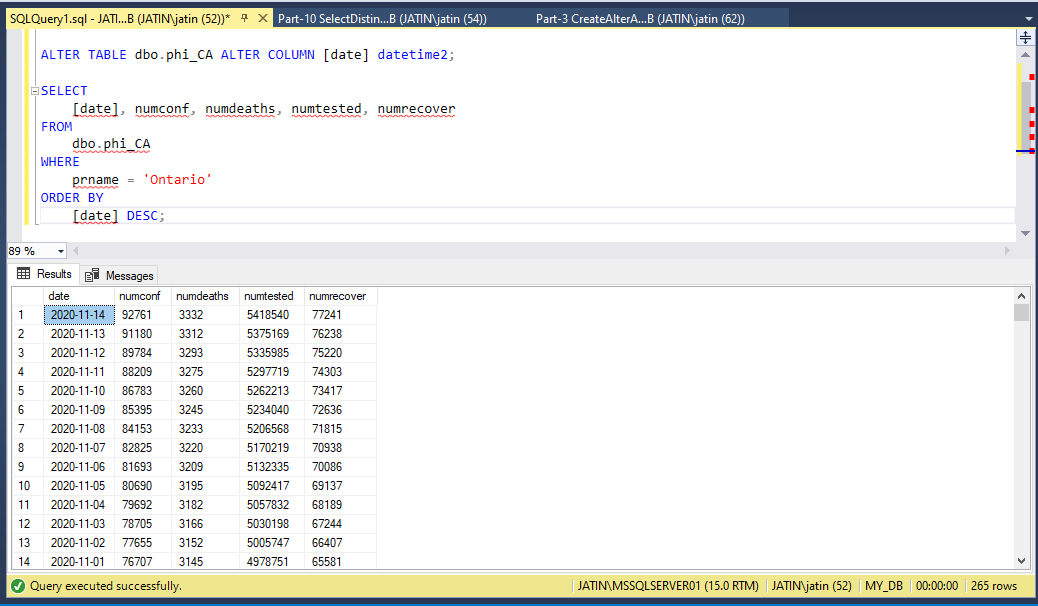 SQLQuery1.sql - JATI...B (JATIN\jatin (52))* Part-10 SelectDistin...B (JATIN\jatin (54)) Part-3 CreateAlterA...B (JATIN\jatin (62))
ALTER TABLE dbo.phi_CA ALTER COLUMN [date] datetime2;
SELECT
[date], numconf, numdeaths, numtested, numrecover
FROM
dbo.phi_CA
WHERE
prname = 'Ontario'
ORDER BY
[date] DESC;
89 %
Results Messages
date numconf numdeaths numtested numrecover
1 2020-11-14 92761 3332 5418540 77241
2 2020-11-13 91180 3312 5375169 76238
3 2020-11-12 89784 3293 5335985 75220
4 2020-11-11 88209 3275 5297719 74303
5 2020-11-10 86783 3260 5262213 73417
6 2020-11-09 85395 3245 5234040 72636
7 2020-11-08 84153 3233 5206568 71815
8 2020-11-07 82825 3220 5170219 70938
9 2020-11-06 81693 3209 5132335 70086
10 2020-11-05 80690 3195 5092417 69137
11 2020-11-04 79692 3182 5057832 68189
12 2020-11-03 78705 3166 5030198 67244
13 2020-11-02 77655 3152 5005747 66407
14 2020-11-01 76707 3145 4978751 65581
Query executed successfully. JATIN\MSSQLSERVER01 (15.0 RTM) JATIN\jatin (52) MY_DB 00:00:00 265 rows